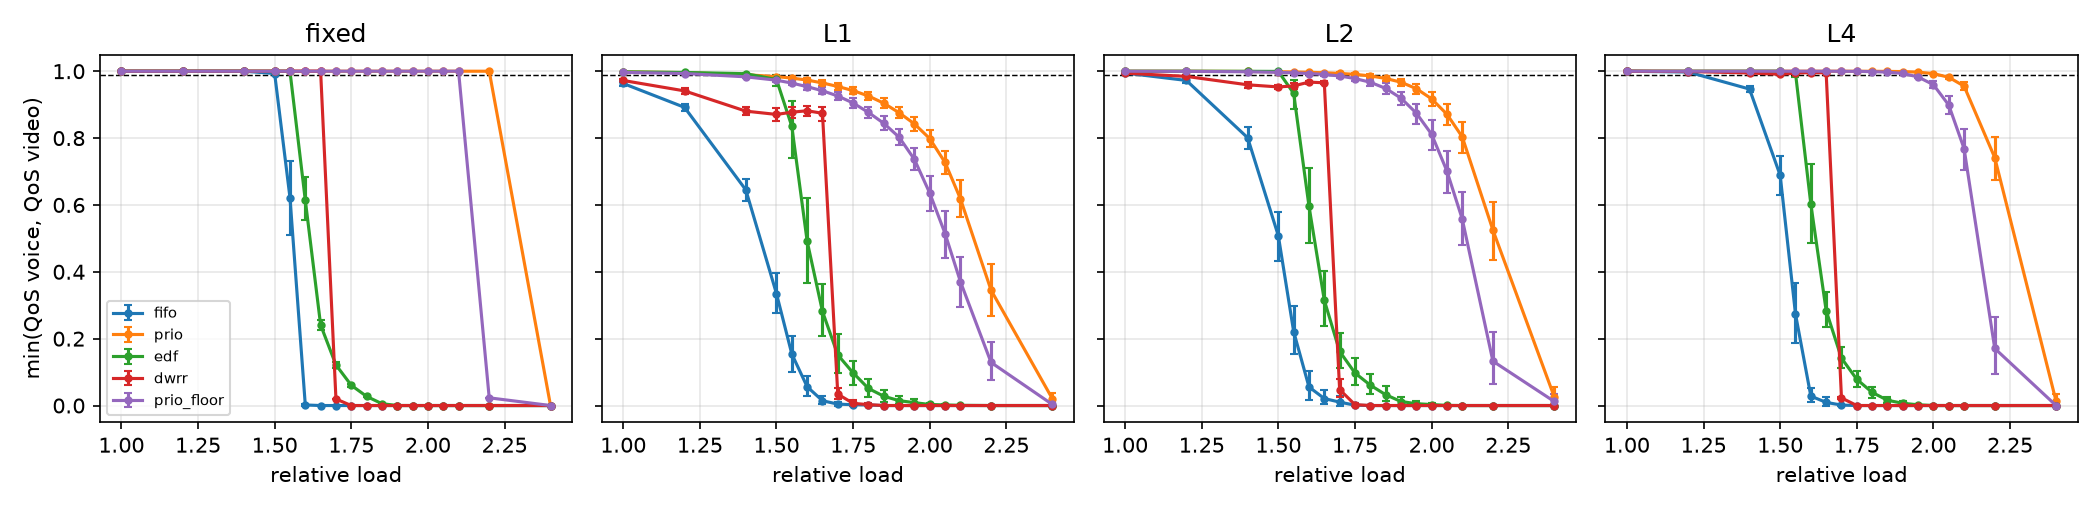 fixed
L1
L2
L4
min(QoS voice, QoS video)
1.0
0.8
0.6
0.4
0.2
0.0
fifo
prio
edf
dwrr
prio_floor
1.00 1.25 1.50 1.75 2.00 2.25
1.00 1.25 1.50 1.75 2.00 2.25
1.00 1.25 1.50 1.75 2.00 2.25
1.00 1.25 1.50 1.75 2.00 2.25
relative load
relative load
relative load
relative load